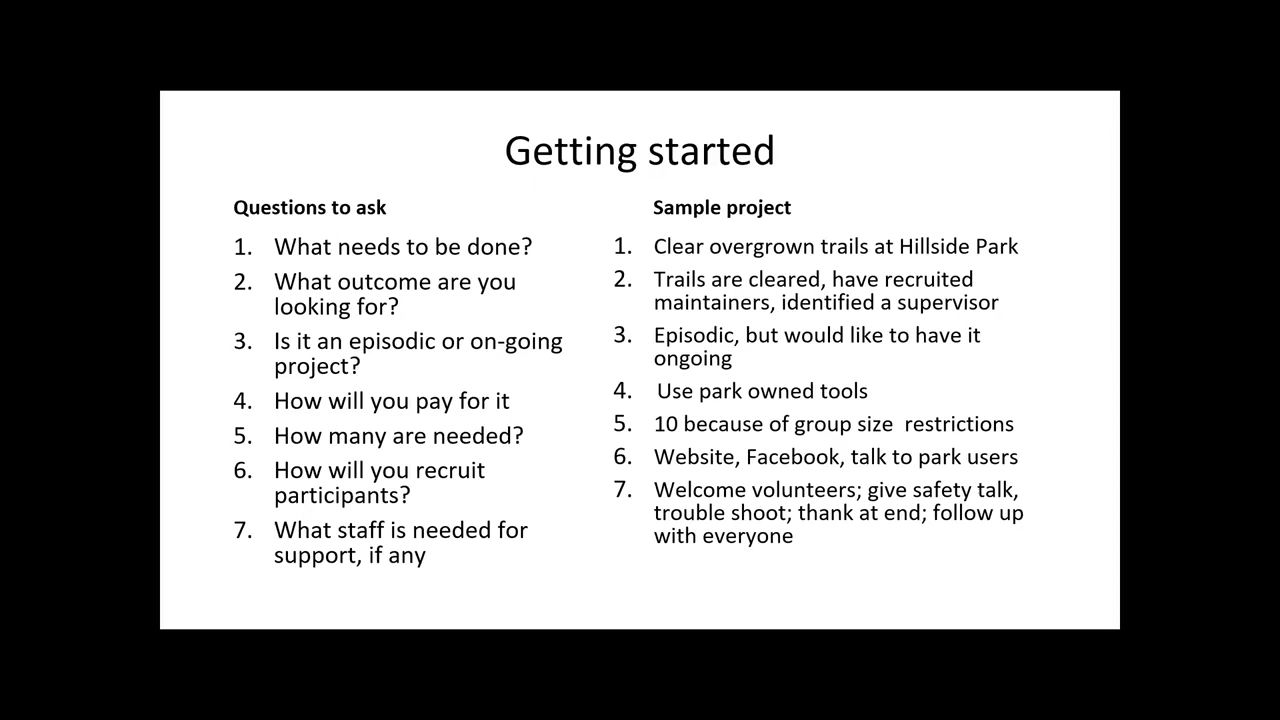 Getting started
Questions to ask
1. What needs to be done?
2. What outcome are you
looking for?
3. Is it an episodic or on-going
project?
4. How will you pay for it
5. How many are needed?
6. How will you recruit
participants?
7. What staff is needed for
support, if any
Sample project
1. Clear overgrown trails at Hillside Park
2. Trails are cleared, have recruited
maintainers, identified a supervisor
3. Episodic, but would like to have it
ongoing
4. Use park owned tools
5. 10 because of group size  restrictions
6. Website, Facebook, talk to park users
7. Welcome volunteers; give safety talk,
trouble shoot; thank at end; follow up
with everyone